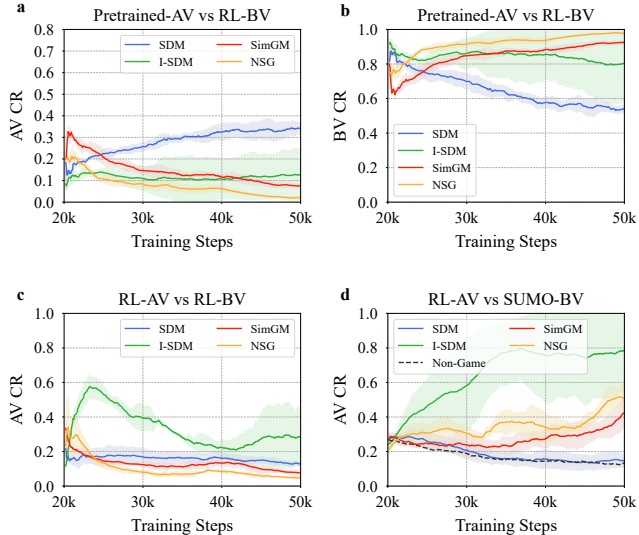 a
Pretrained-AV vs RL-BV
0.8
0.7
0.6
0.5
0.4
0.3
0.2
0.1
0.0
AV CR
SDM
I-SDM
SimGM
NSG
20k
30k
40k
50k
Training Steps
b
Pretrained-AV vs RL-BV
1.0
0.8
0.6
0.4
0.2
0.0
BV CR
SDM
I-SDM
SimGM
NSG
20k
30k
40k
50k
Training Steps
c
RL-AV vs RL-BV
1.0
0.8
0.6
0.4
0.2
0.0
AV CR
SDM
I-SDM
SimGM
NSG
20k
30k
40k
50k
Training Steps
d
RL-AV vs SUMO-BV
1.0
0.8
0.6
0.4
0.2
0.0
AV CR
SDM
I-SDM
Non-Game
SimGM
NSG
20k
30k
40k
50k
Training Steps